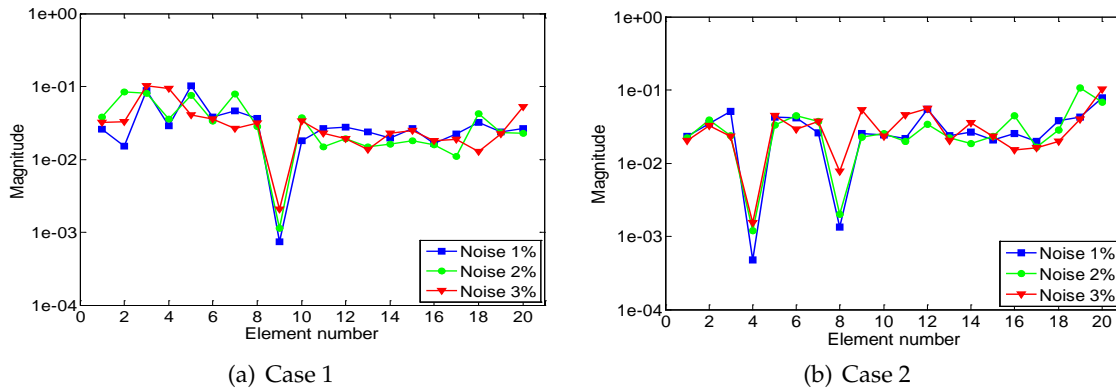 1e+00
1e-01
1e-02
1e-03
1e-04
Magnitude
Noise 1%
Noise 2%
Noise 3%
0 2 4 6 8 10 12 14 16 18 20
Element number
(a) Case 1
1e+00
1e-01
1e-02
1e-03
1e-04
Magnitude
Noise 1%
Noise 2%
Noise 3%
0 2 4 6 8 10 12 14 16 18 20
Element number
(b) Case 2